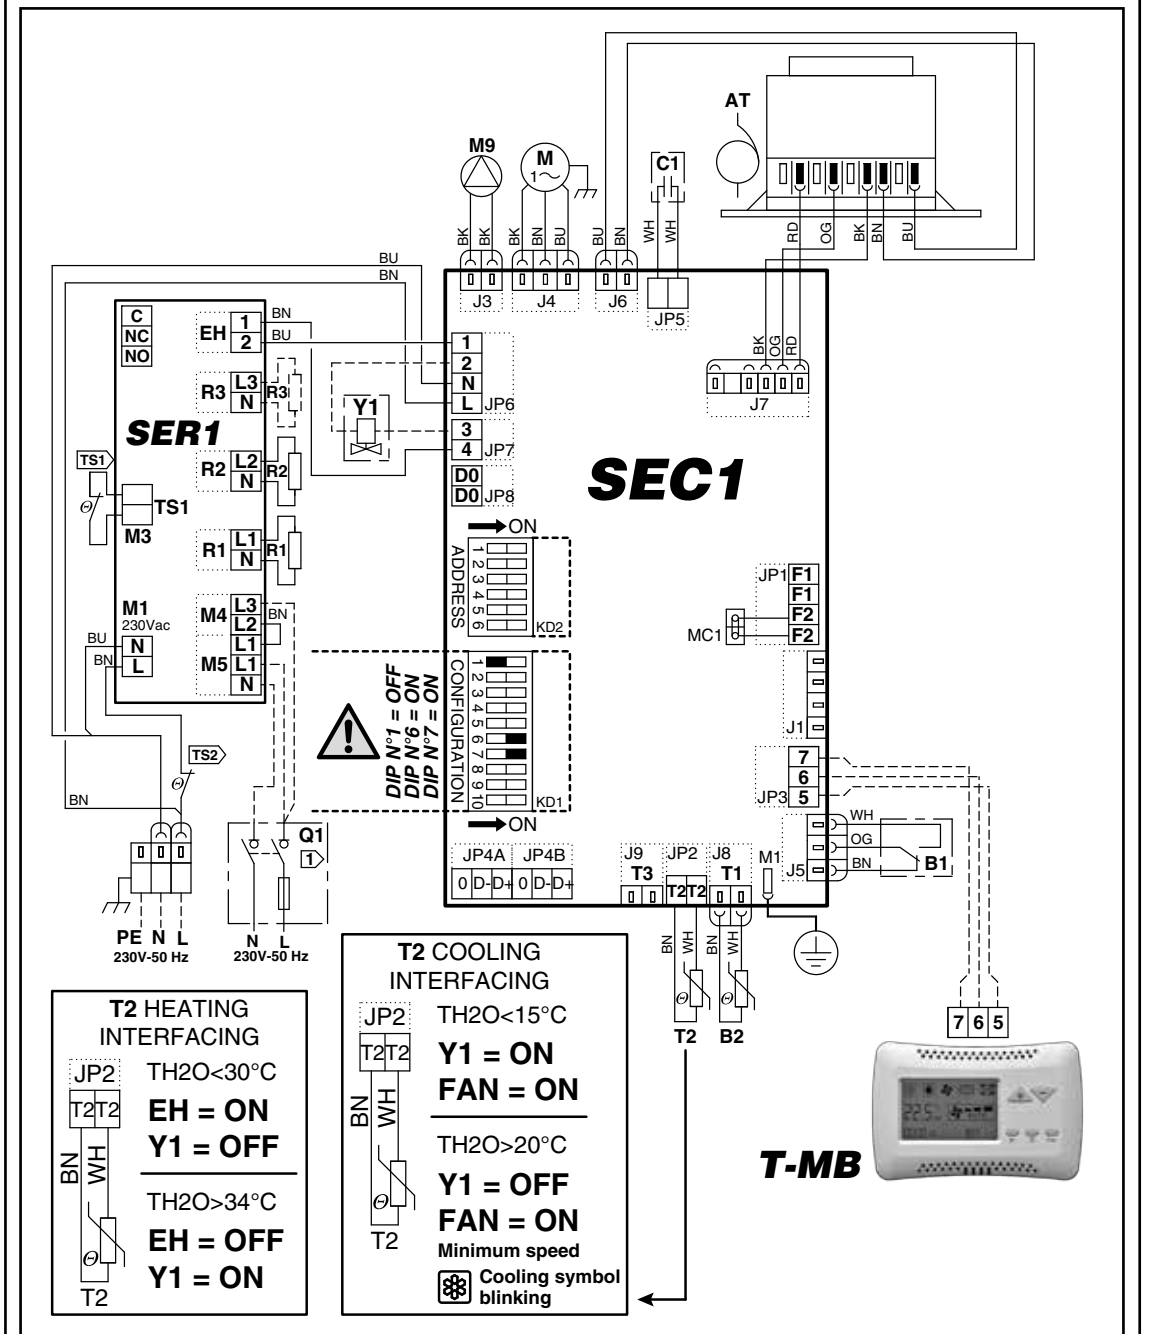 AT
M9
M
1~
C1
BK
BK
BK
BN
BU
BU
BN
WH
WH
RD
OG
BK
BN
BU
BU
BN
J3
J4
J6
JP5
BK
OG
RD
J7
C
NC
NO
EH
1
2
BN
BU
R3
L3
N
R3
SER1
R2
L2
N
R2
TS1
Θ
TS1
M3
R1
L1
N
R1
M1
230Vac
BU
N
BN
L
M4
L3
L2
BN
L1
M5
L1
N
1
2
N
L
JP6
Y1
3
4
JP7
D0
D0
JP8
SEC1
ON
ADDRESS
1
2
3
4
5
6
KD2
DIP N°1 = OFF
DIP N°6 = ON
DIP N°7 = ON
CONFIGURATION
1
2
3
4
5
6
7
8
9
10
KD1
ON
JP1
F1
F1
F2
F2
MC1
J1
7
6
JP3
5
WH
OG
BN
J5
B1
TS2
Θ
BN
Q1
1
PE N L
230V-50 Hz
N L
230V-50 Hz
JP4A
JP4B
0 D- D+
0 D- D+
J9
T3
JP2
T2 T2
J8
T1
M1
BN
WH
BN
WH
Θ
Θ
T2
B2
7 6 5
22.5
T-MB
T2 HEATING
INTERFACING
JP2
T2 T2
BN
WH
Θ
T2
TH2O<30°C
EH = ON
Y1 = OFF
TH2O>34°C
EH = OFF
Y1 = ON
T2 COOLING
INTERFACING
JP2
T2 T2
BN
WH
Θ
T2
TH2O<15°C
Y1 = ON
FAN = ON
TH2O>20°C
Y1 = OFF
FAN = ON
Minimum speed
Cooling symbol
blinking